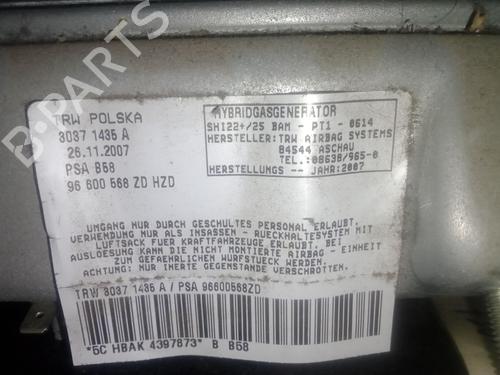 B-PARTS
TRW POLSKA
3037 1435 A
26.11.2007
PSA B58
96 600 568 ZD HZD
HYBRIDGASGENERATOR
SHI22+/25 BAM - PT1 - 0614
HERSTELLER: TRW AIRBAG SYSTEMS
84544 ASCHAU
TEL.:08638/965-0
HERSTELLUNGS -- JAHR:2007
UMGANG NUR DURCH GESCHULTES PERSONAL ERLAUBT.
VERWENDUNG NUR ALS INSASSEN - RUECKHALTESYSTEM MIT
LUFTSACK FUER KRAFTFAHRZEUGE ERLAUBT. BEI
AUSLOESUNG KANN DIE NICHT MONTIERTE AIRBAG - EINHEIT
ZUM GEFAEHRLICHEN WURFSTUECK WERDEN.
ACHTUNG: NUR INERTE GEGENSTAENDE VERSCHROTTEN.
TRW 3037 1435 A / PSA 96600568ZD
*5C HBAK 4397873* B B58